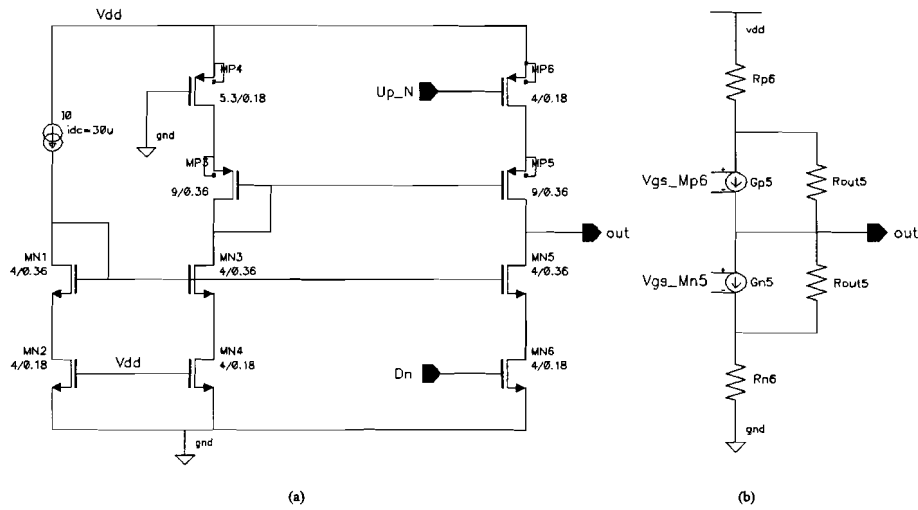 Vdd
MP4
5.3/0.18
gnd
Up_N
MP6
4/0.18
I0
idc=30u
MP3
9/0.36
MP5
9/0.36
out
MN1
4/0.36
MN3
4/0.36
MN5
4/0.36
MN2
4/0.18
Vdd
MN4
4/0.18
Dn
MN6
4/0.18
gnd
(a)
vdd
Rp6
Vgs_Mp6
+
-
Gp5
Rout5
out
Vgs_Mn5
+
-
Gn5
Rout5
Rn6
gnd
(b)